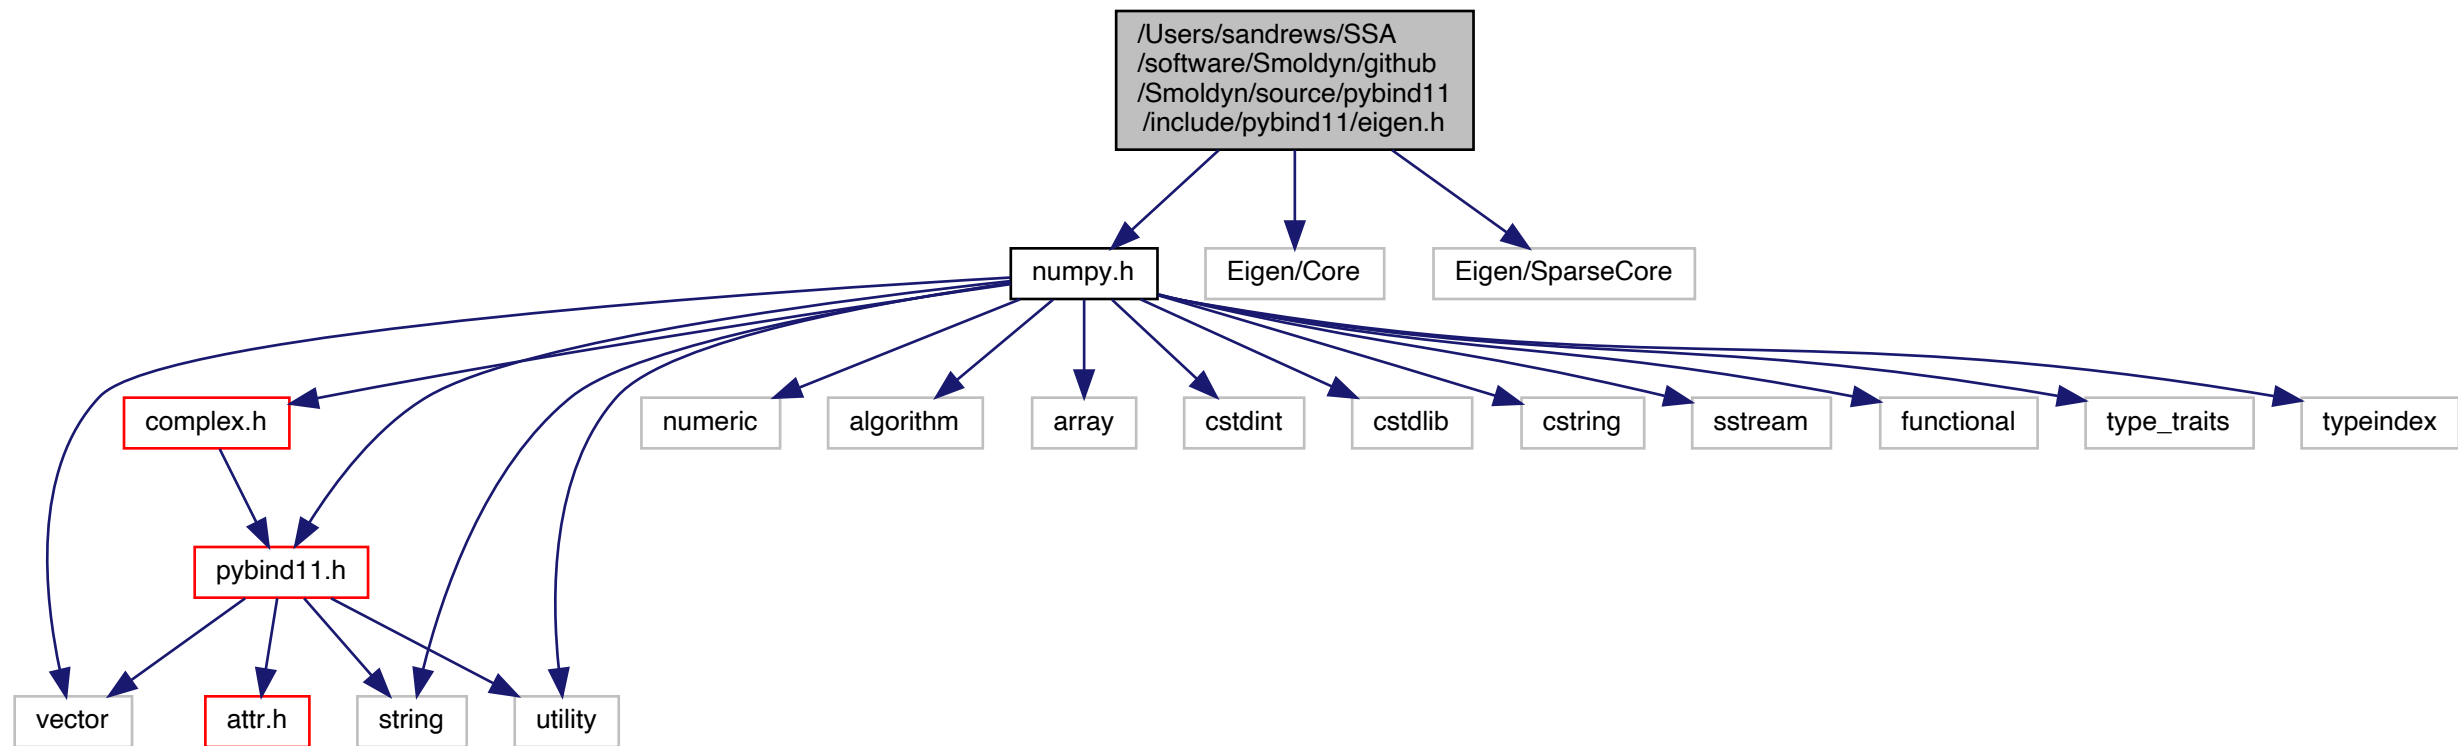 /Users/sandrews/SSA
/software/Smoldyn/github
/Smoldyn/source/pybind11
/include/pybind11/eigen.h
numpy.h
Eigen/Core
Eigen/SparseCore
complex.h
numeric
algorithm
array
cstdint
cstdlib
cstring
sstream
functional
type_traits
typeindex
pybind11.h
vector
attr.h
string
utility